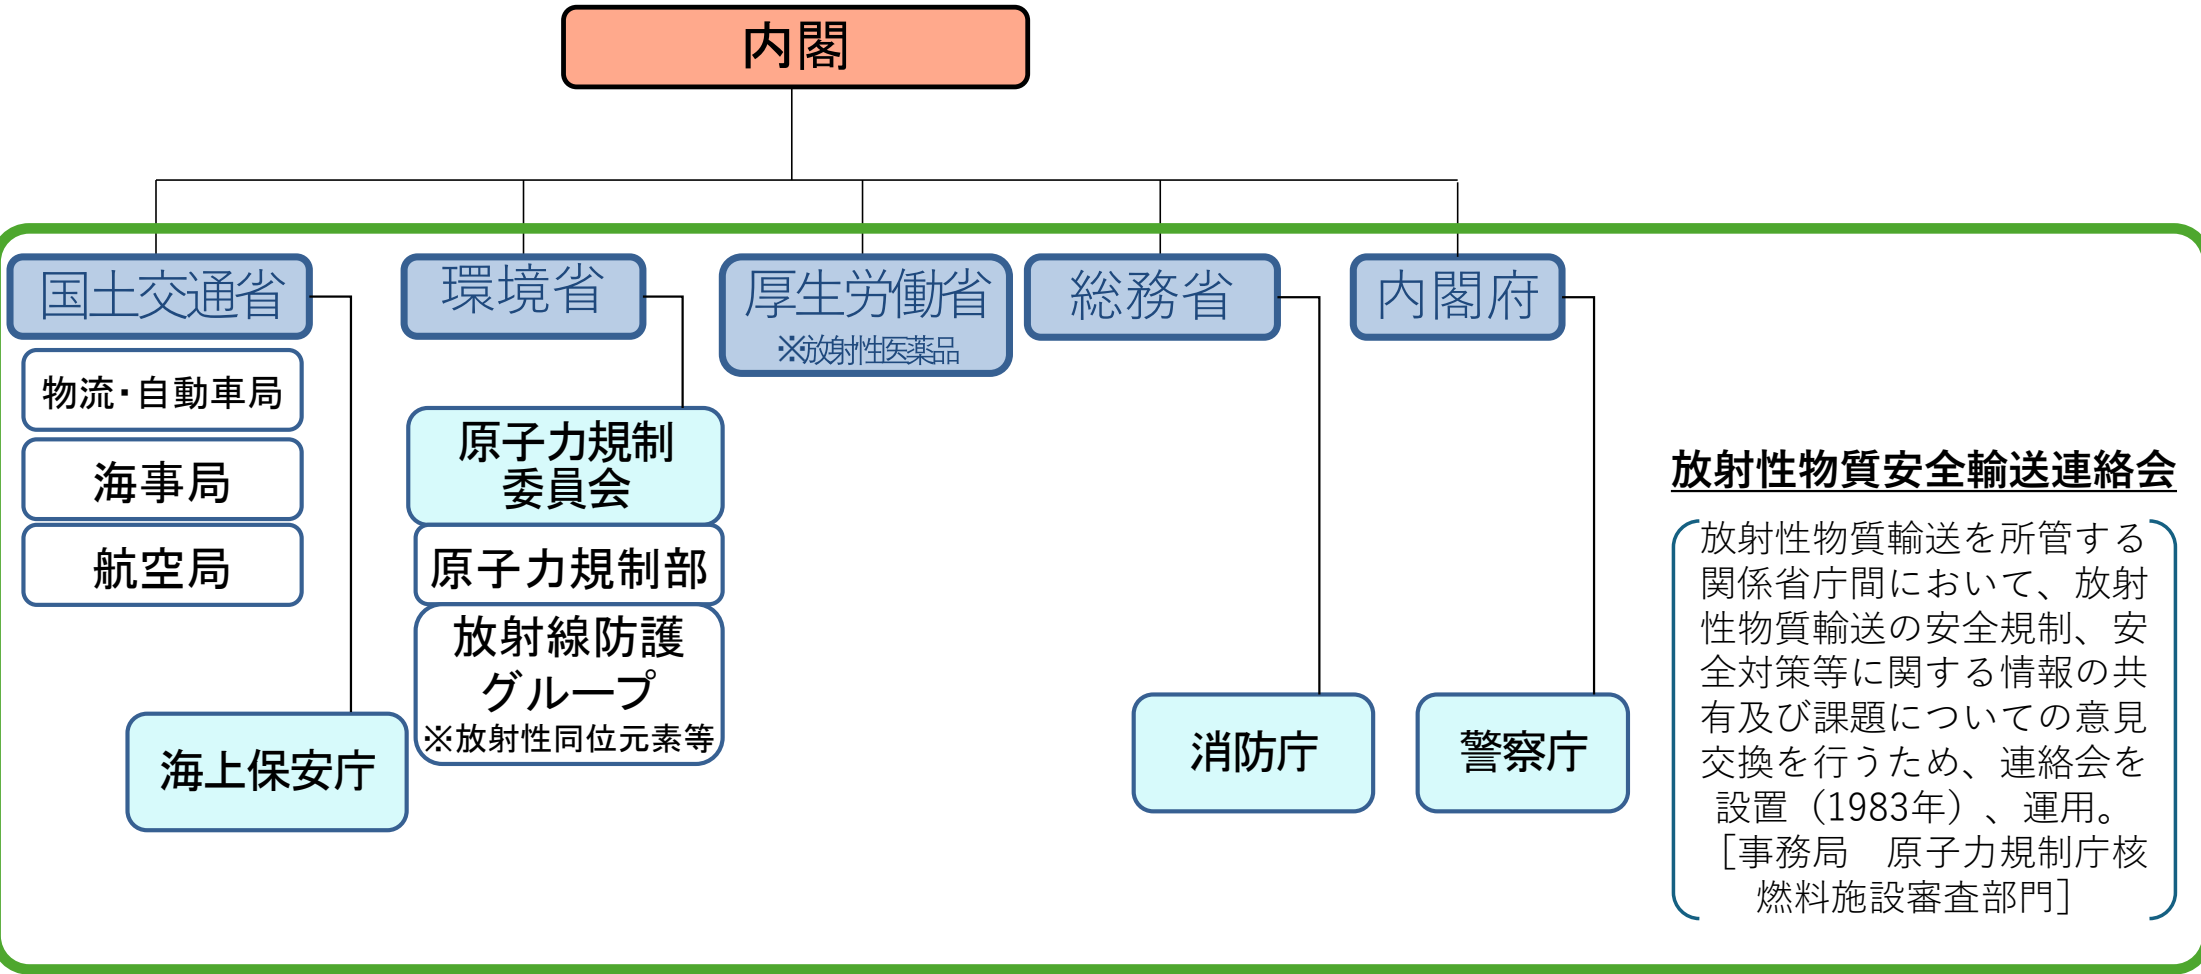 内閣
国土交通省
環境省
厚生労働省
※放射性医薬品
総務省
内閣府
物流・自動車局
海事局
航空局
海上保安庁
原子力規制
委員会
原子力規制部
放射線防護
グループ
※放射性同位元素等
消防庁
警察庁
放射性物質安全輸送連絡会
放射性物質輸送を所管する
関係省庁間において、放射
性物質輸送の安全規制、安
全対策等に関する情報の共
有及び課題についての意見
交換を行うため、連絡会を
設置（1983年）、運用。
［事務局　原子力規制庁核
燃料施設審査部門］